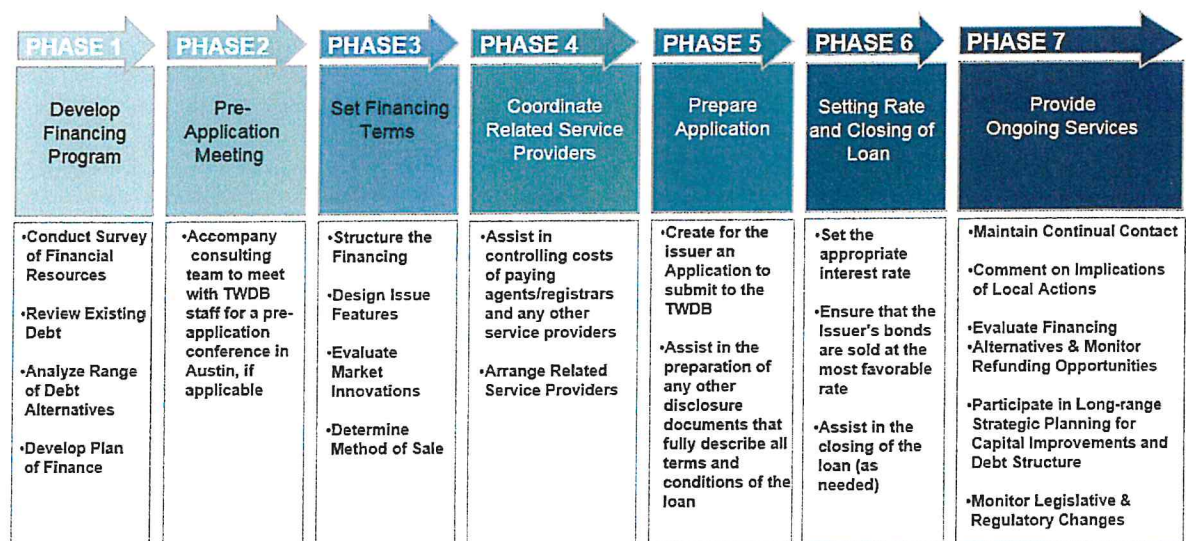 PHASE 1
PHASE2
PHASE3
PHASE 4
PHASE 5
PHASE 6
PHASE 7
Develop
Financing
Program
Pre-
Application
Meeting
Set Financing
Terms
Coordinate
Related Service
Providers
Prepare
Application
Setting Rate
and Closing of
Loan
Provide
Ongoing Services
•Conduct Survey
of Financial
Resources
•Review Existing
Debt
•Analyze Range
of Debt
Alternatives
•Develop Plan
of Finance
•Accompany
consulting
team to meet
with TWDB
staff for a pre-
application
conference in
Austin, if
applicable
•Structure the
Financing
•Design Issue
Features
•Evaluate
Market
Innovations
•Determine
Method of Sale
•Assist in
controlling costs
of paying
agents/registrars
and any other
service providers
•Arrange Related
Service Providers
•Create for the
issuer an
Application to
submit to the
TWDB
•Assist in the
preparation of
any other
disclosure
documents that
fully describe all
terms and
conditions of the
loan
•Set the
appropriate
interest rate
•Ensure that the
Issuer's bonds
are sold at the
most favorable
rate
•Assist in the
closing of the
loan (as
needed)
•Maintain Continual Contact
•Comment on Implications
of Local Actions
•Evaluate Financing
•Alternatives & Monitor
Refunding Opportunities
•Participate in Long-range
Strategic Planning for
Capital Improvements and
Debt Structure
•Monitor Legislative &
Regulatory Changes